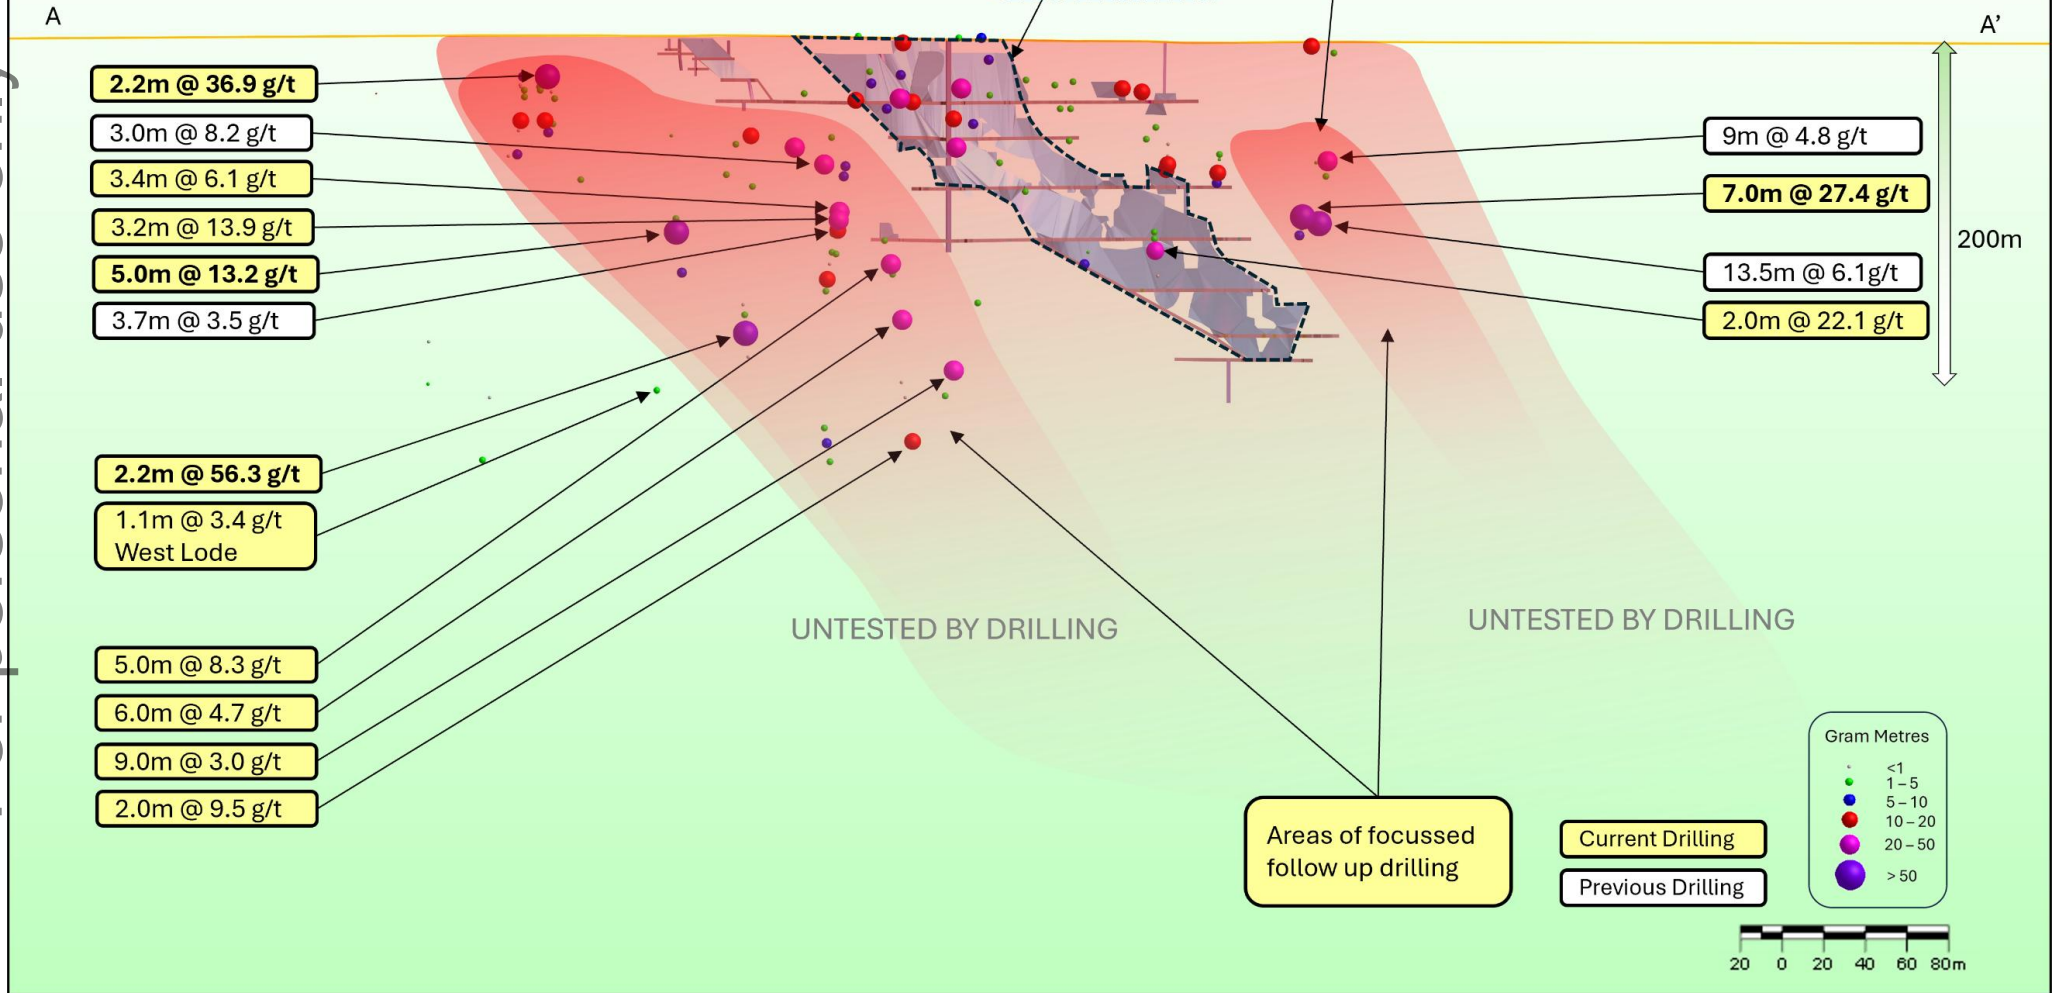 A
A’
2.2m @ 36.9 g/t
3.0m @ 8.2 g/t
3.4m @ 6.1 g/t
3.2m @ 13.9 g/t
5.0m @ 13.2 g/t
3.7m @ 3.5 g/t
9m @ 4.8 g/t
7.0m @ 27.4 g/t
13.5m @ 6.1g/t
2.0m @ 22.1 g/t
200m
2.2m @ 56.3 g/t
1.1m @ 3.4 g/t
West Lode
5.0m @ 8.3 g/t
6.0m @ 4.7 g/t
9.0m @ 3.0 g/t
2.0m @ 9.5 g/t
UNTESTED BY DRILLING
UNTESTED BY DRILLING
Areas of focussed
follow up drilling
Current Drilling
Previous Drilling
Gram Metres
<1
1 – 5
5 – 10
10 – 20
20 – 50
> 50
20 0 20 40 60 80m